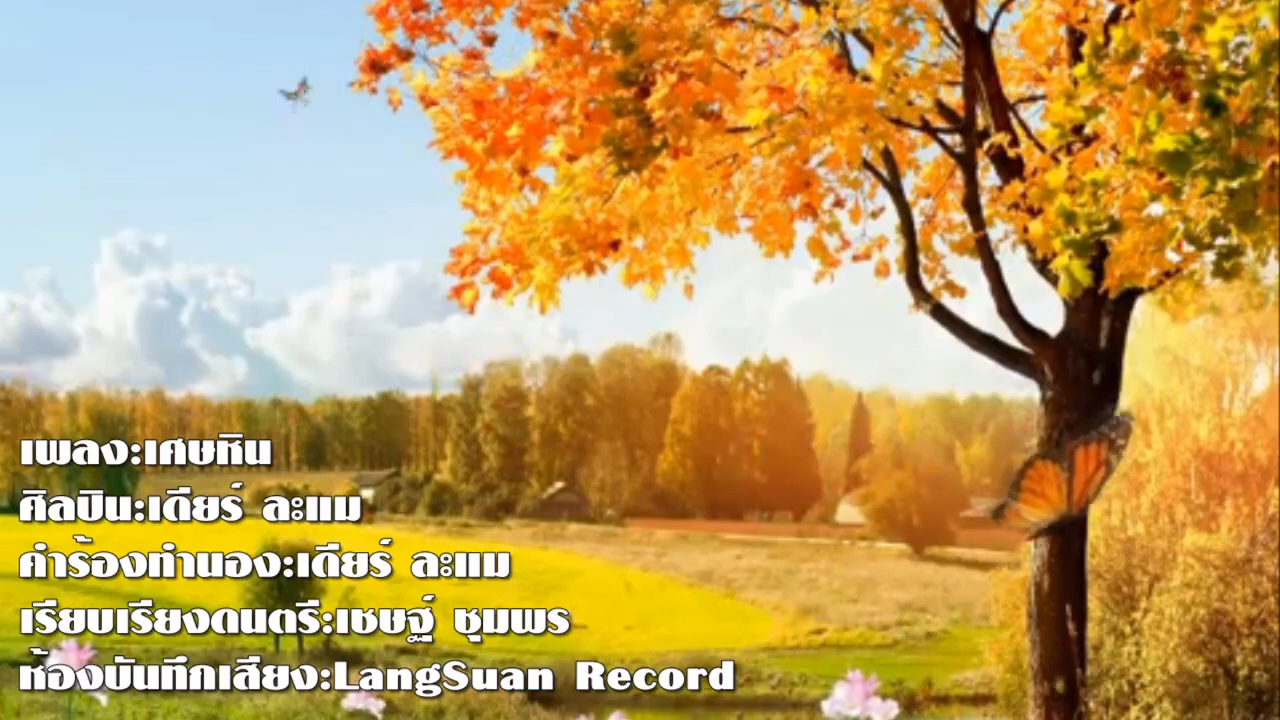 เพลง:เศษหิน
ศิลปิน:เดียร์ ละแม
คำร้องทำนอง:เดียร์ ละแม
เรียบเรียงดนตรี:เชษฐ์ ชุมพร
ห้องบันทึกเสียง:LangSuan Record